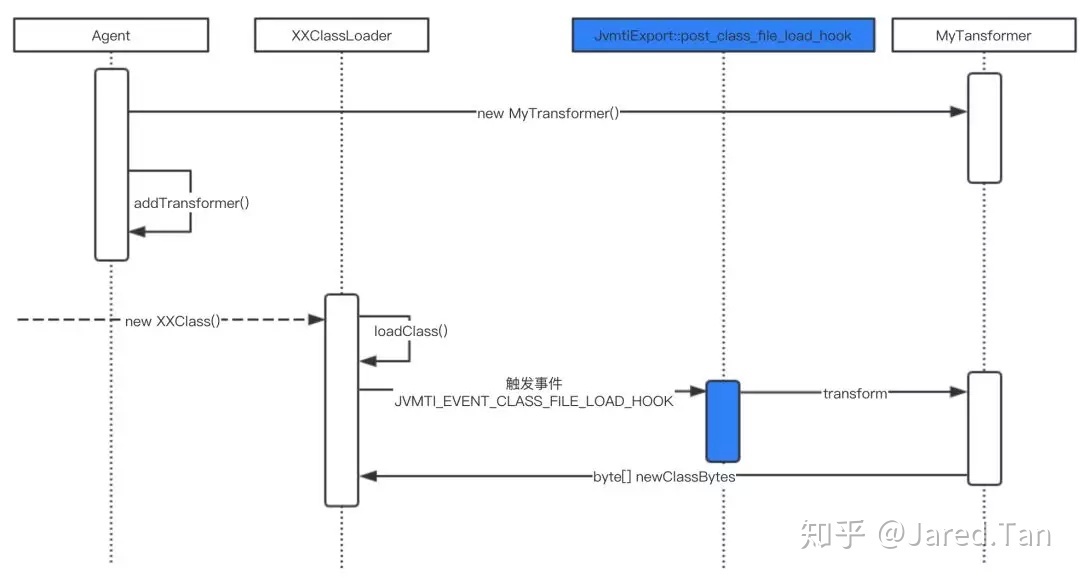 Agent
XXClassLoader
JvmtiExport::post_class_file_load_hook
MyTansformer
new MyTransformer()
addTransformer()
new XXClass()
loadClass()
触发事件
JVMTI_EVENT_CLASS_FILE_LOAD_HOOK
transform
byte[] newClassBytes
知乎 @Jared.Tan